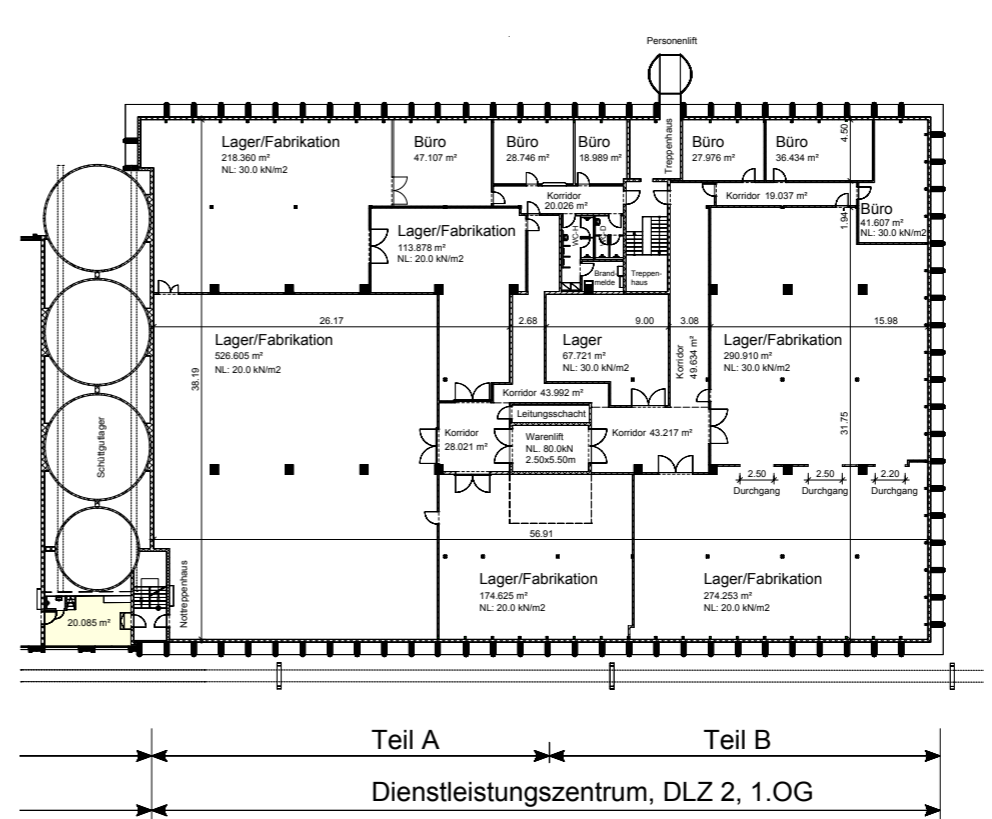 Personenlift
Lager/Fabrikation
218.360 m²
NL: 30.0 kN/m2
Büro
47.107 m²
Büro
28.746 m²
Büro
18.989 m²
Treppenhaus
Büro
27.976 m²
Büro
36.434 m²
4.50
Korridor
20.026 m²
Korridor 19.037 m²
1.94
Büro
41.607 m²
NL: 30.0 kN/m2
Lager/Fabrikation
113.878 m²
NL: 20.0 kN/m2
WC-H
WC-D
Brand-
melde
Treppen-
haus
26.17
2.68
9.00
3.08
15.98
Lager/Fabrikation
526.605 m²
NL: 20.0 kN/m2
38.19
Lager
67.721 m²
NL: 30.0 kN/m2
Korridor
49.634 m²
Lager/Fabrikation
290.910 m²
NL: 30.0 kN/m2
31.75
Korridor 43.992 m²
Leitungsschacht
Korridor
28.021 m²
Warenlift
NL. 80.0kN
2.50x5.50m
Korridor 43.217 m²
Schüttgutlager
2.50
Durchgang
2.50
Durchgang
2.20
Durchgang
56.91
Nottreppenhaus
Lager/Fabrikation
174.625 m²
NL: 20.0 kN/m2
Lager/Fabrikation
274.253 m²
NL: 20.0 kN/m2
20.085 m²
Teil A
Teil B
Dienstleistungszentrum, DLZ 2, 1.OG